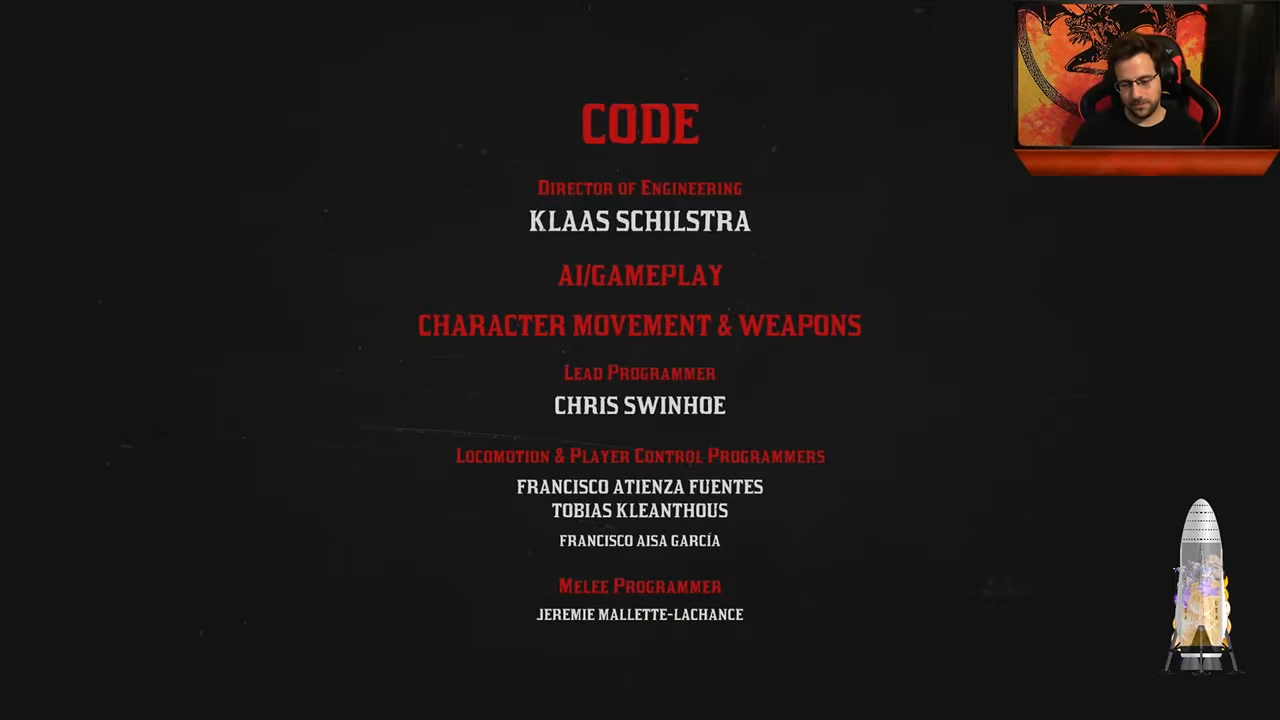 CODE
DIRECTOR OF ENGINEERING
KLAAS SCHILSTRA
AI/GAMEPLAY
CHARACTER MOVEMENT & WEAPONS
LEAD PROGRAMMER
CHRIS SWINHOE
LOCOMOTION & PLAYER CONTROL PROGRAMMERS
FRANCISCO ATIENZA FUENTES
TOBIAS KLEANTHOUS
FRANCISCO AISA GARCÍA
MELEE PROGRAMMER
JEREMIE MALLETTE-LACHANCE